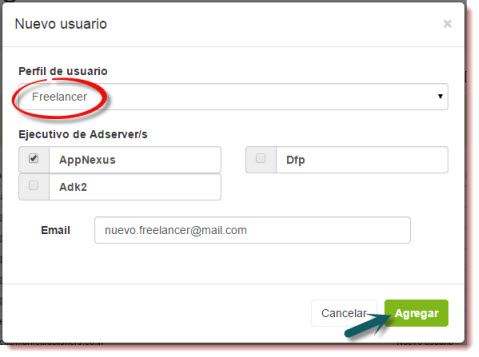 Nuevo usuario ×
Perfil de usuario
Freelancer
Ejecutivo de Adserver/s
AppNexus Dfp
Adk2
Email nuevo.freelancer@mail.com
Cancelar Agregar